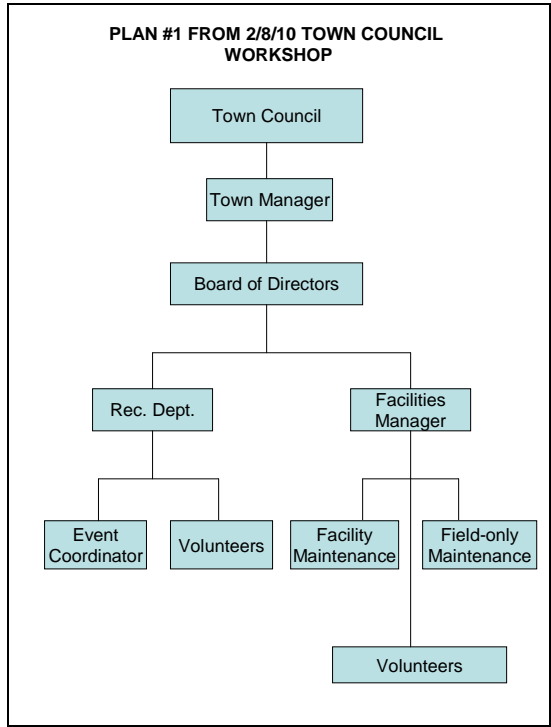 PLAN #1 FROM 2/8/10 TOWN COUNCIL
WORKSHOP
Town Council
Town Manager
Board of Directors
Rec. Dept.
Facilities
Manager
Event
Coordinator
Volunteers
Facility
Maintenance
Field-only
Maintenance
Volunteers